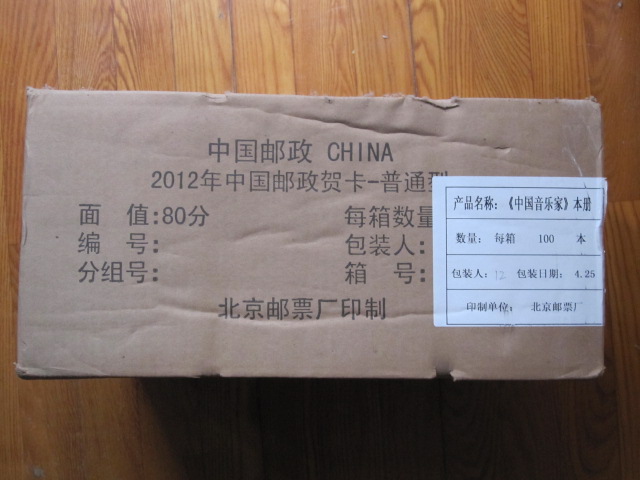 中国邮政 CHINA
2012年中国邮政贺卡-普通型
面 值:80分
每箱数量
编 号:
包装人:
分组号:
箱 号:
北京邮票厂印制
产品名称:《中国音乐家》本册
数量: 每箱 100 本
包装人: 12 包装日期: 4.25
印制单位: 北京邮票厂